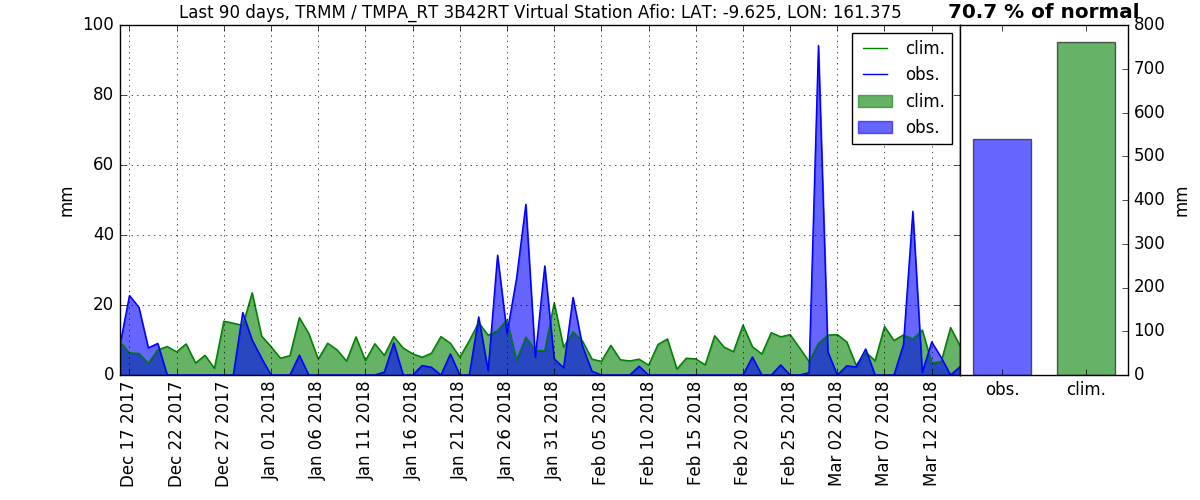 Last 90 days, TRMM / TMPA_RT 3B42RT Virtual Station Afio: LAT: -9.625, LON: 161.375
70.7 % of normal
100
80
60
40
20
0
mm
clim.
obs.
clim.
obs.
Dec 17 2017
Dec 22 2017
Dec 27 2017
Jan 01 2018
Jan 06 2018
Jan 11 2018
Jan 16 2018
Jan 21 2018
Jan 26 2018
Jan 31 2018
Feb 05 2018
Feb 10 2018
Feb 15 2018
Feb 20 2018
Feb 25 2018
Mar 02 2018
Mar 07 2018
Mar 12 2018
800
700
600
500
400
300
200
100
0
mm
obs.
clim.